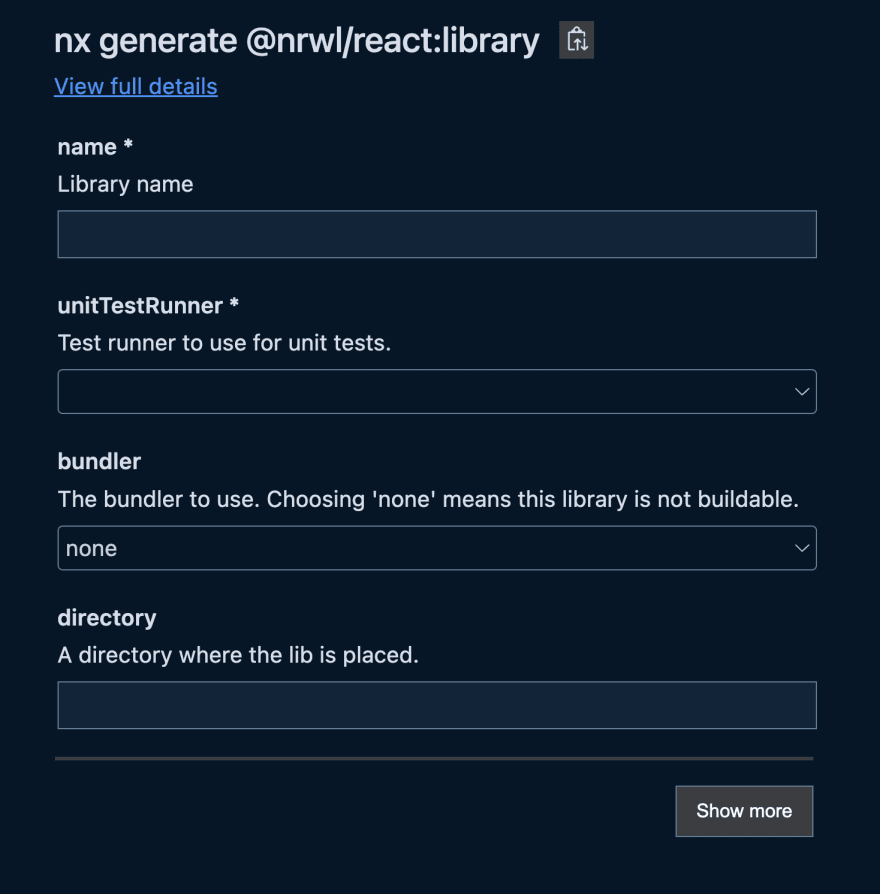 nx generate @nrwl/react:library
View full details
name *
Library name
unitTestRunner *
Test runner to use for unit tests.
bundler
The bundler to use. Choosing 'none' means this library is not buildable.
none
directory
A directory where the lib is placed.
Show more